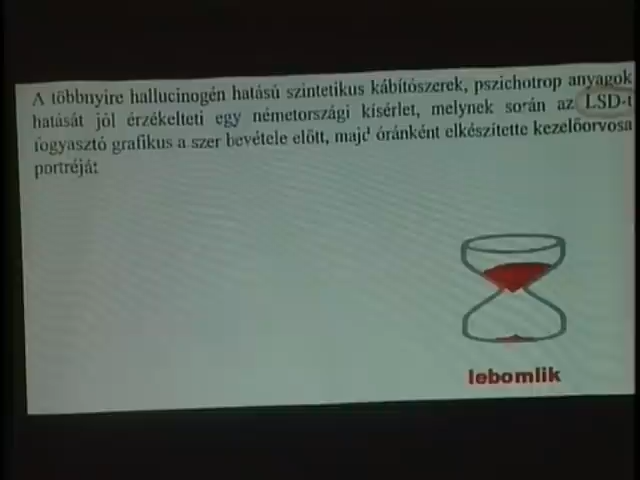 A többnyire hallucinogén hatású szintetikus kábítószerek, pszichotrop anyagok
hatását jól érzékelteti egy németországi kísérlet, melynek során az LSD-t
fogyasztó grafikus a szer bevétele előtt, majd óránként elkészítette kezelőorvosa
portréját
lebomlik